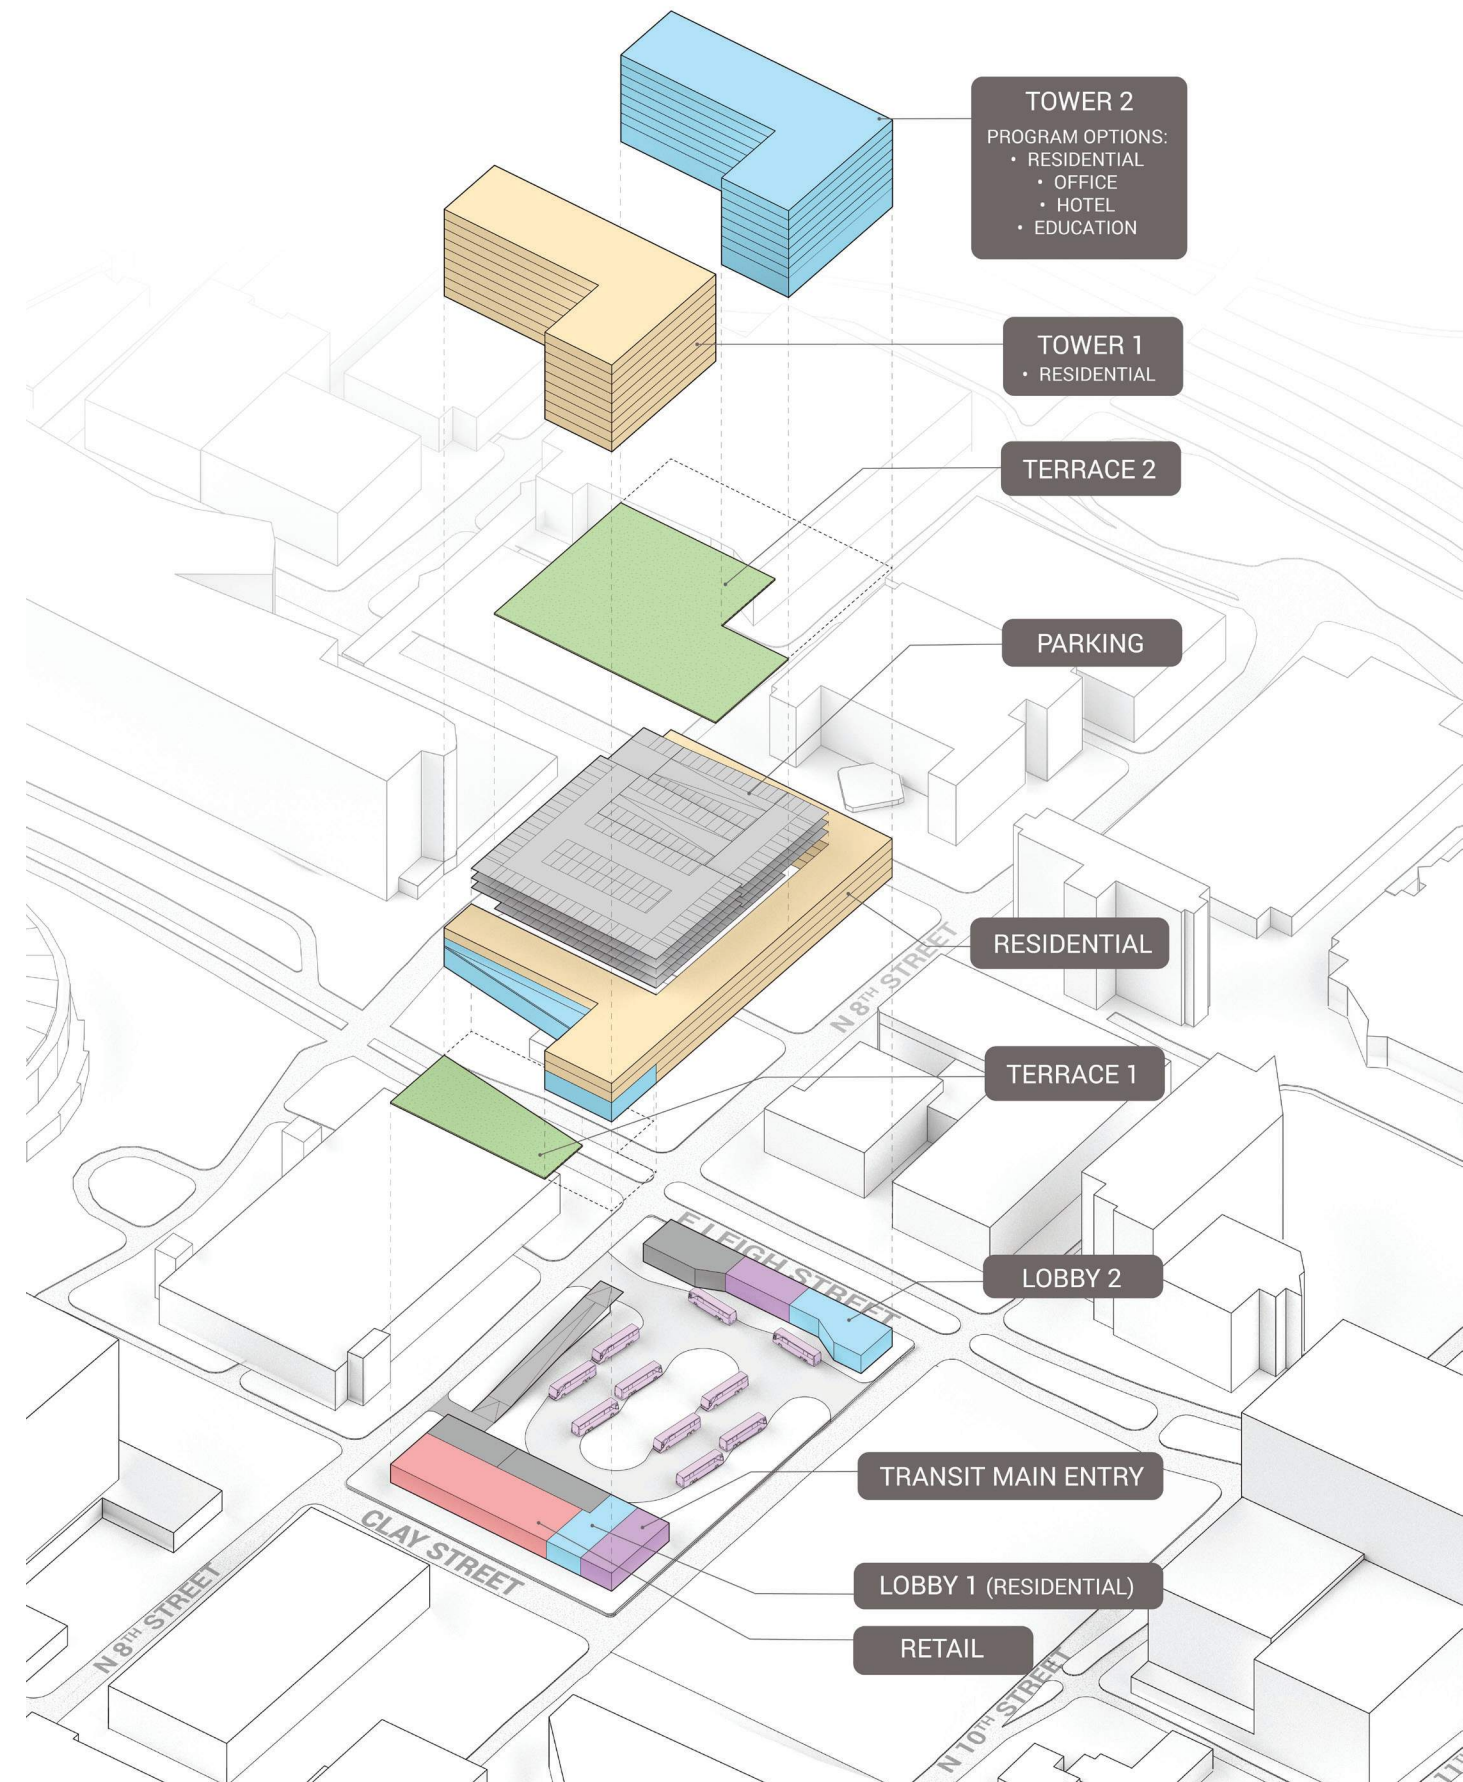 TOWER 2
PROGRAM OPTIONS:
• RESIDENTIAL
• OFFICE
• HOTEL
• EDUCATION
TOWER 1
• RESIDENTIAL
TERRACE 2
PARKING
RESIDENTIAL
N 8TH STREET
TERRACE 1
E LEIGH STREET
LOBBY 2
TRANSIT MAIN ENTRY
CLAY STREET
LOBBY 1 (RESIDENTIAL)
N 8TH STREET
RETAIL
N 10TH STREET